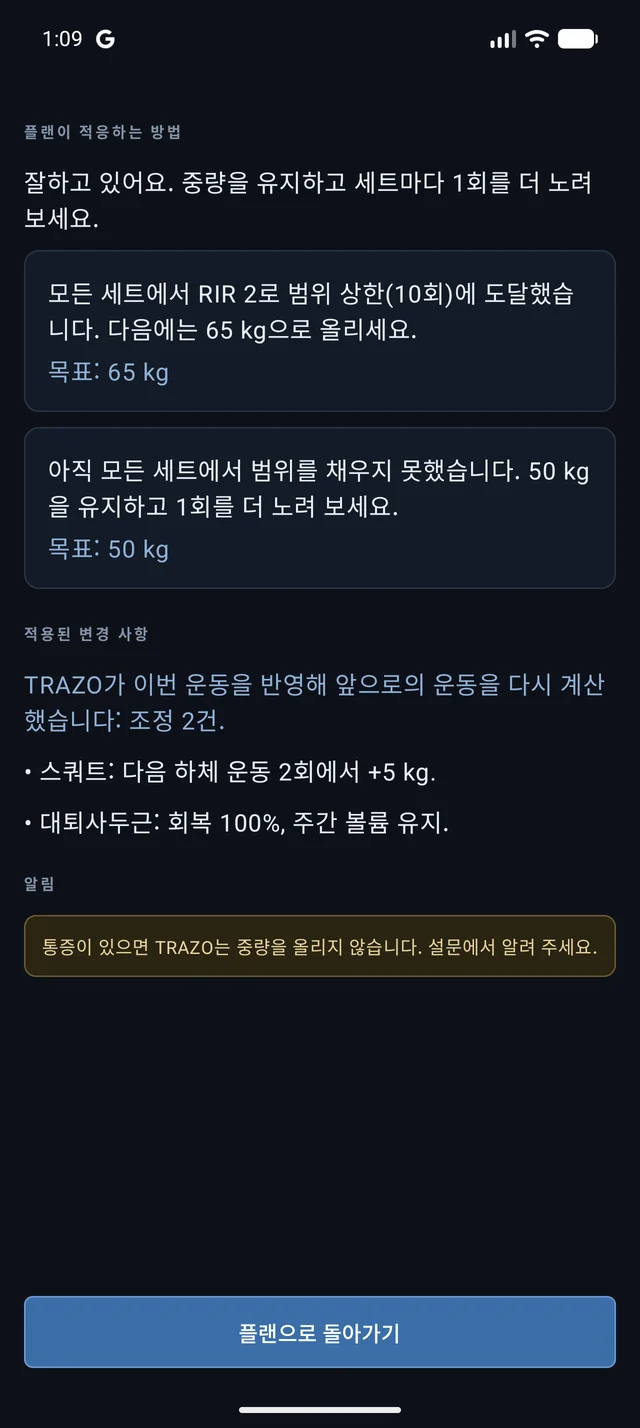 1:09 G
플랜이 적응하는 방법
잘하고 있어요. 중량을 유지하고 세트마다 1회를 더 노려
보세요.
모든 세트에서 RIR 2로 범위 상한(10회)에 도달했습
니다. 다음에는 65 kg으로 올리세요.
목표: 65 kg
아직 모든 세트에서 범위를 채우지 못했습니다. 50 kg
을 유지하고 1회를 더 노려 보세요.
목표: 50 kg
적용된 변경 사항
TRAZO가 이번 운동을 반영해 앞으로의 운동을 다시 계산
했습니다: 조정 2건.
• 스쿼트: 다음 하체 운동 2회에서 +5 kg.
• 대퇴사두근: 회복 100%, 주간 볼륨 유지.
알림
통증이 있으면 TRAZO는 중량을 올리지 않습니다. 설문에서 알려 주세요.
플랜으로 돌아가기